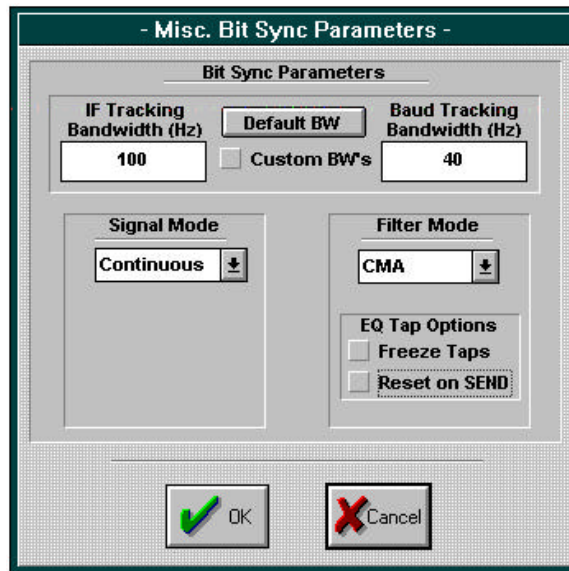 - Misc. Bit Sync Parameters -
Bit Sync Parameters
IF Tracking
Bandwidth (Hz)
Default BW
Baud Tracking
Bandwidth (Hz)
100
Custom BW's
40
Signal Mode
Filter Mode
Continuous
CMA
EQ Tap Options
Freeze Taps
Reset on SEND
OK
Cancel